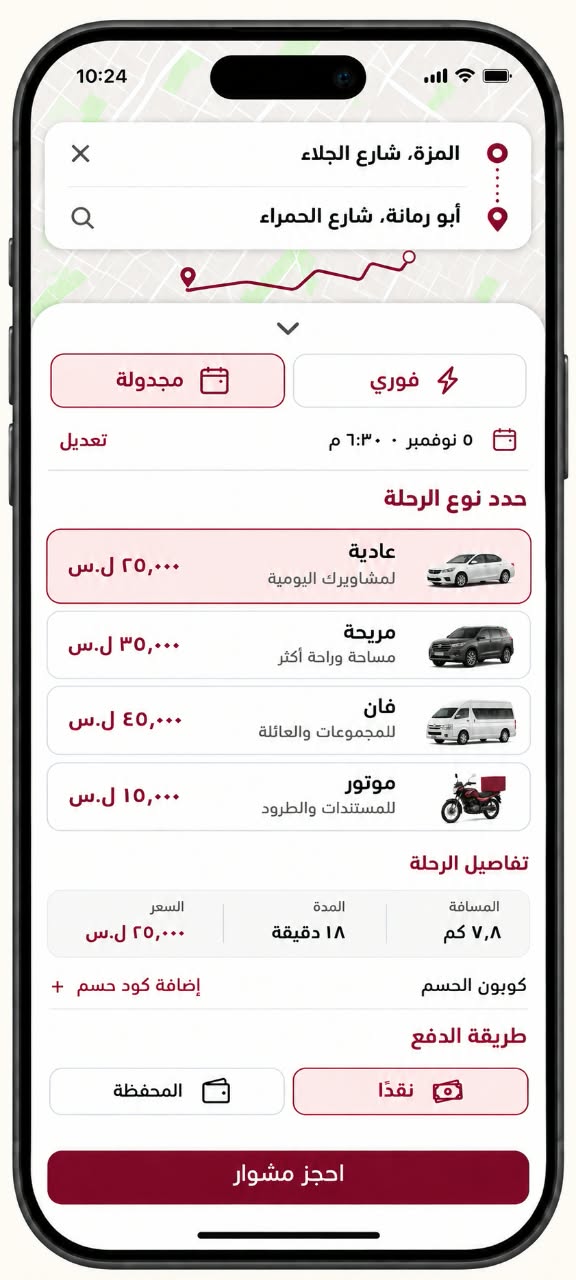 10:24
المزة، شارع الجلاء
أبو رمانة، شارع الحمراء
فوري
مجدولة
٥ نوفمبر • ٦:٣٠ م
تعديل
حدد نوع الرحلة
عادية
لمشاويرك اليومية
٢٥,٠٠٠ ل.س
مريحة
مساحة وراحة أكثر
٣٥,٠٠٠ ل.س
فان
للمجموعات والعائلة
٤٥,٠٠٠ ل.س
موتور
للمستندات والطرود
١٥,٠٠٠ ل.س
تفاصيل الرحلة
المسافة
٧,٨ كم
المدة
١٨ دقيقة
السعر
٢٥,٠٠٠ ل.س
كوبون الحسم
إضافة كود حسم +
طريقة الدفع
نقدًا
المحفظة
احجز مشوار